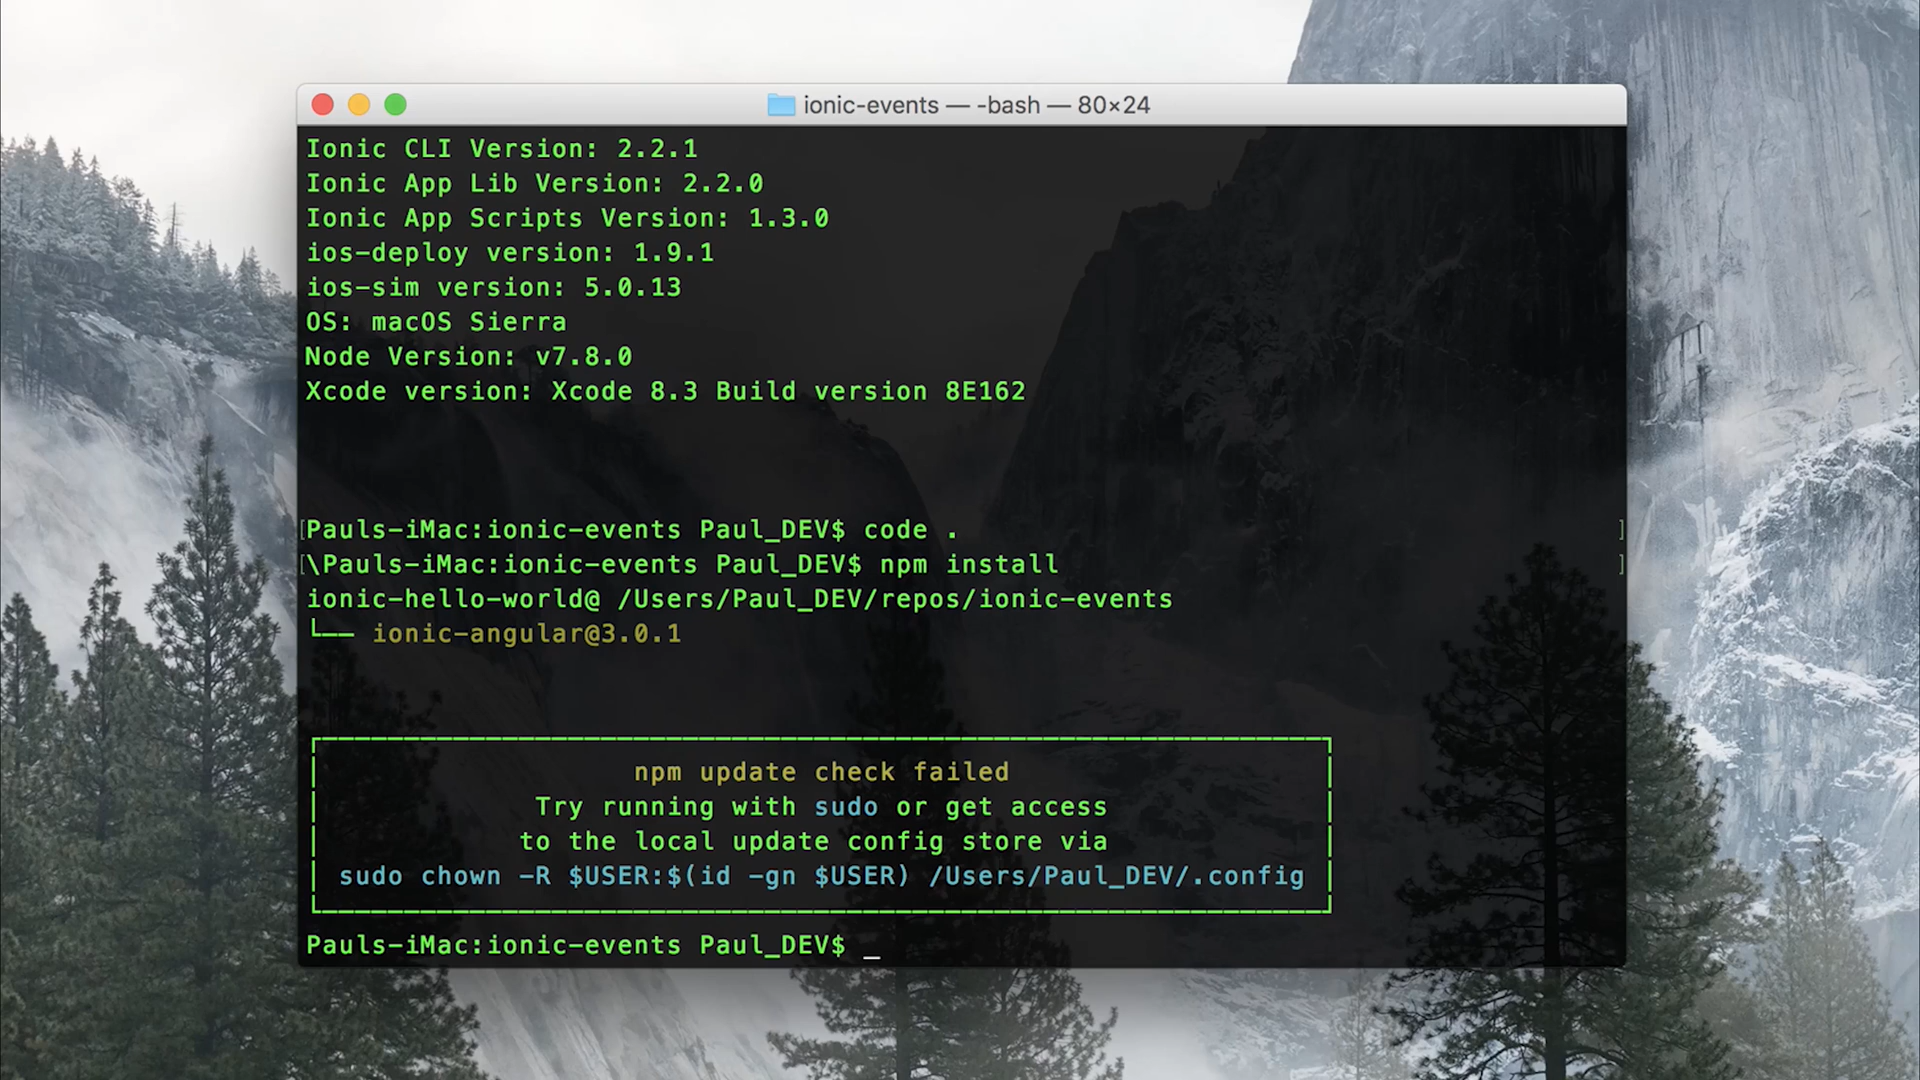 ionic-events — -bash — 80×24
Ionic CLI Version: 2.2.1
Ionic App Lib Version: 2.2.0
Ionic App Scripts Version: 1.3.0
ios-deploy version: 1.9.1
ios-sim version: 5.0.13
OS: macOS Sierra
Node Version: v7.8.0
Xcode version: Xcode 8.3 Build version 8E162
[Pauls-iMac:ionic-events Paul_DEV$ code . ]
[\Pauls-iMac:ionic-events Paul_DEV$ npm install ]
ionic-hello-world@ /Users/Paul_DEV/repos/ionic-events
└── ionic-angular@3.0.1
npm update check failed
Try running with sudo or get access
to the local update config store via
sudo chown -R $USER:$(id -gn $USER) /Users/Paul_DEV/.config
Pauls-iMac:ionic-events Paul_DEV$ _